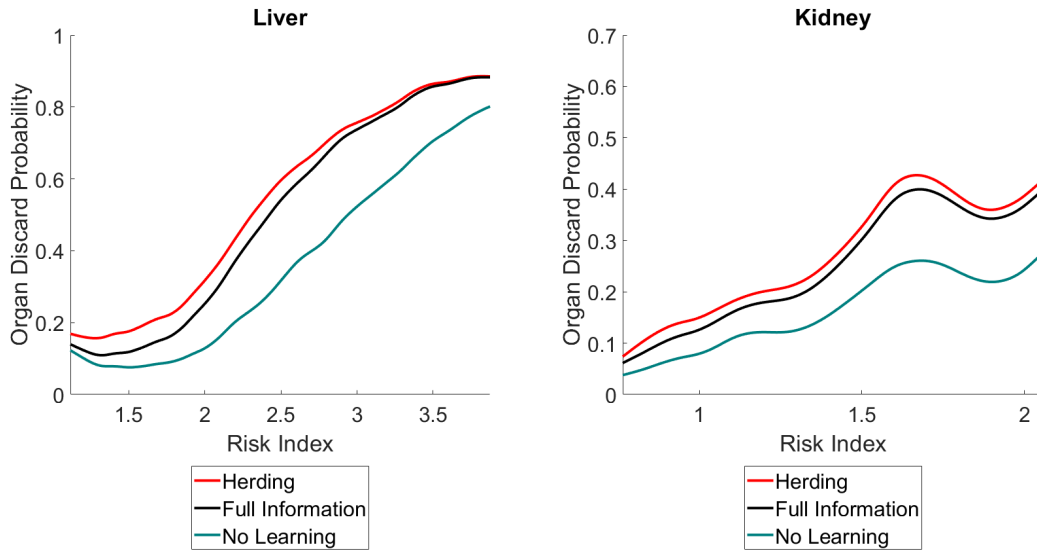 Liver
Organ Discard Probability
1
0.8
0.6
0.4
0.2
0
1.5 2 2.5 3 3.5
Risk Index
Herding
Full Information
No Learning
Kidney
Organ Discard Probability
0.7
0.6
0.5
0.4
0.3
0.2
0.1
0
1 1.5 2
Risk Index
Herding
Full Information
No Learning